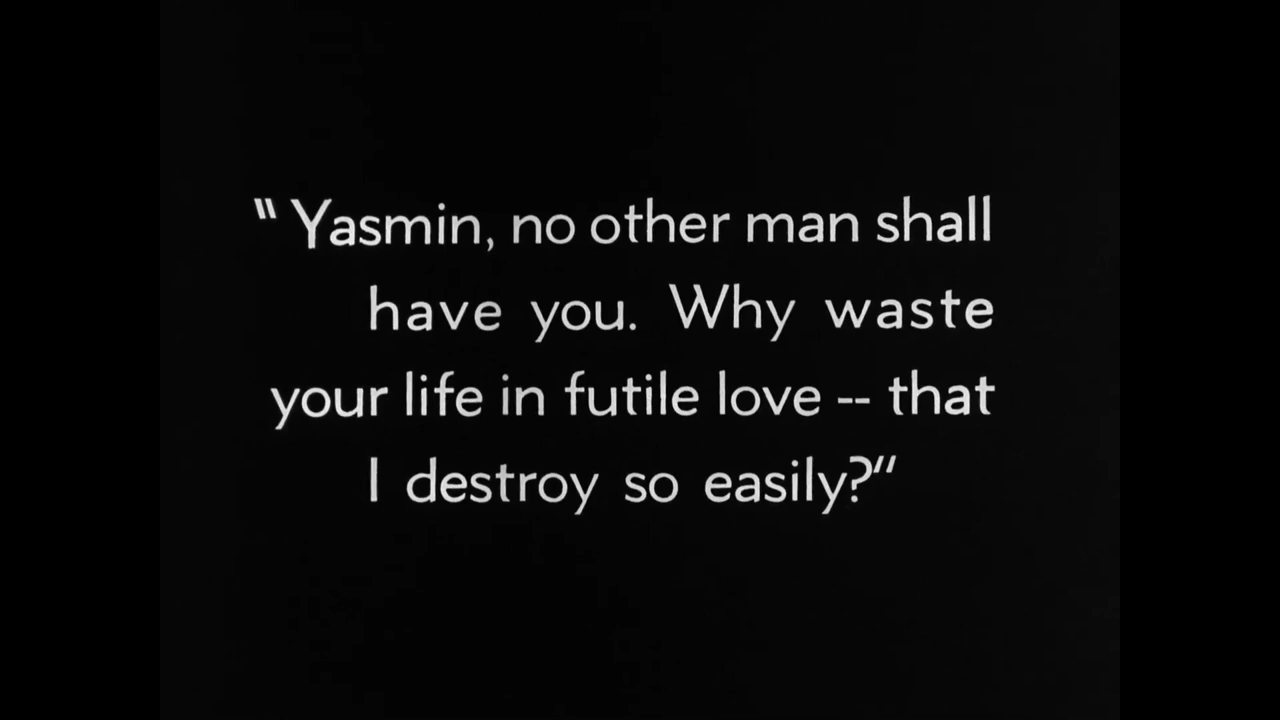 " Yasmin, no other man shall
have you. Why waste
your life in futile love -- that
I destroy so easily?"